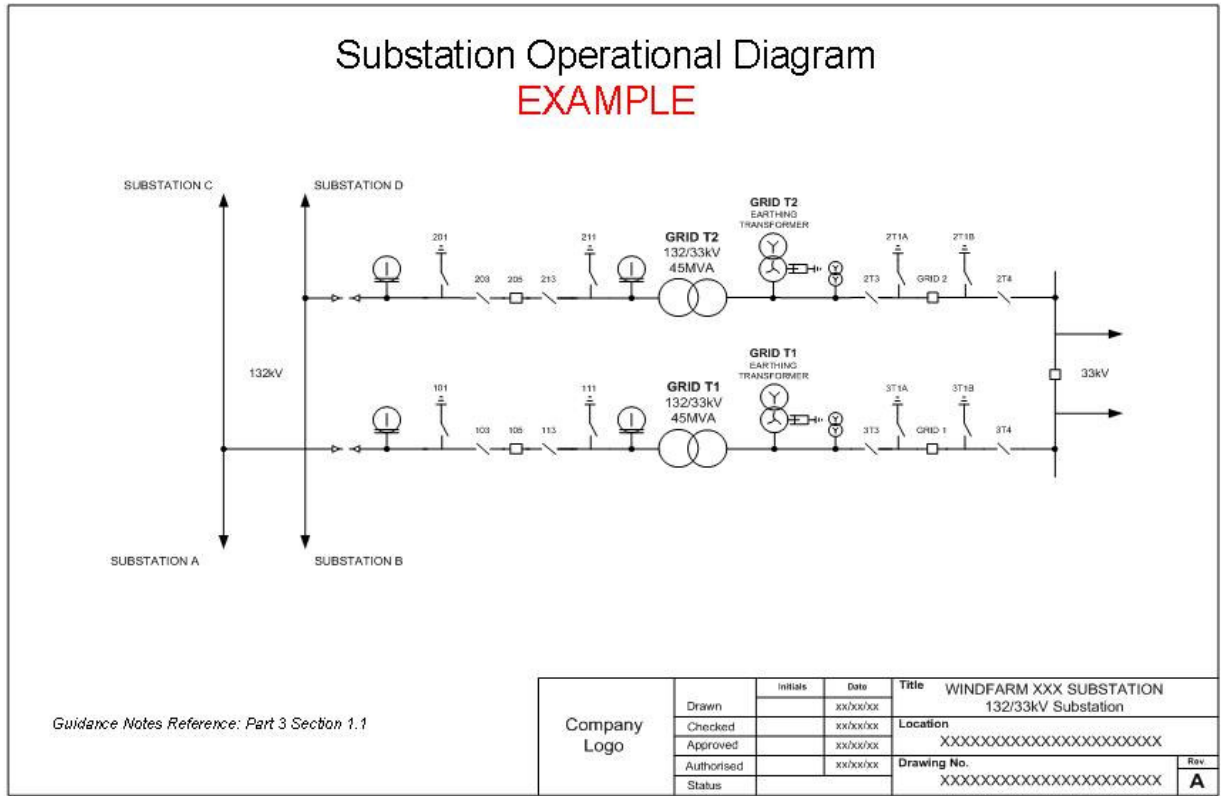 Substation Operational Diagram
EXAMPLE
SUBSTATION C
SUBSTATION D
GRID T2
EARTHING
TRANSFORMER
201
211
GRID T2
132/33kV
45MVA
2T1A
2T1B
203
205
213
2T3
GRID 2
2T4
132kV
33kV
GRID T1
EARTHING
TRANSFORMER
101
111
GRID T1
132/33kV
45MVA
3T1A
3T1B
103
105
113
3T3
GRID 1
3T4
SUBSTATION A
SUBSTATION B
Guidance Notes Reference: Part 3 Section 1.1
Company
Logo
Initials
Date
Drawn
xx/xx/xx
Checked
xx/xx/xx
Approved
xx/xx/xx
Authorised
xx/xx/xx
Status
Title
WINDFARM XXX SUBSTATION
132/33kV Substation
Location
XXXXXXXXXXXXXXXXXXXXXX
Drawing No.
XXXXXXXXXXXXXXXXXXXXXX
Rev.
A